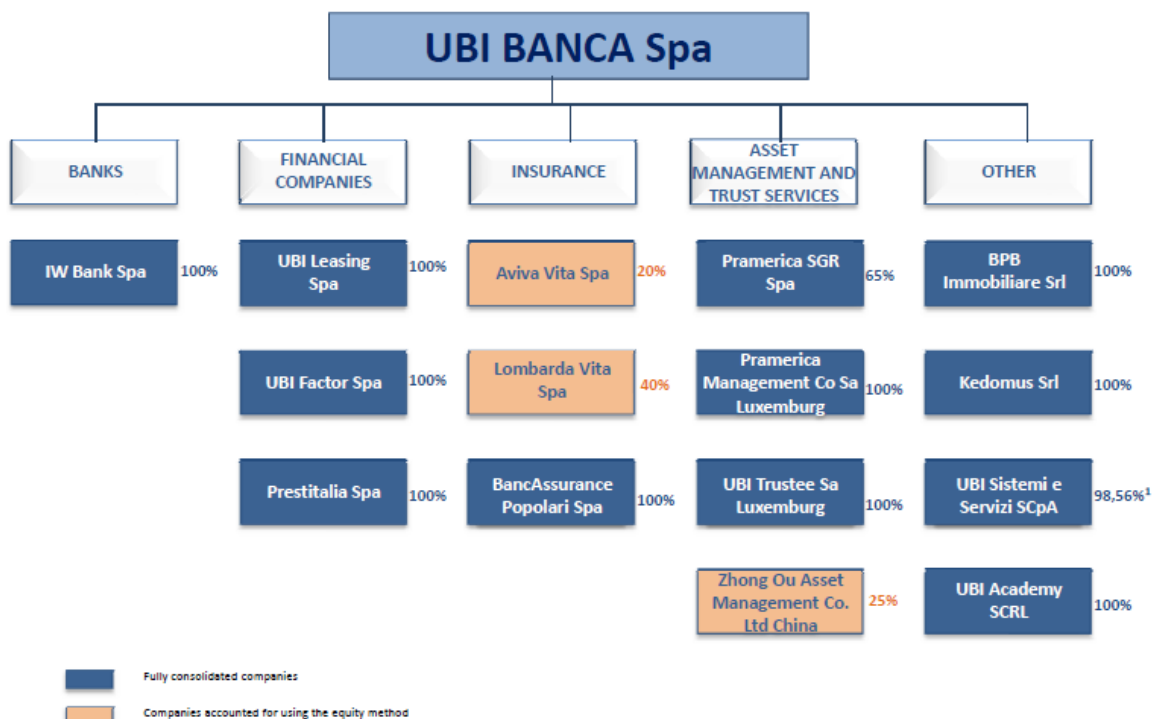 UBI BANCA Spa
BANKS
FINANCIAL
COMPANIES
INSURANCE
ASSET
MANAGEMENT AND
TRUST SERVICES
OTHER
IW Bank Spa
100%
UBI Leasing
Spa
100%
Aviva Vita Spa
20%
Pramerica SGR
Spa
65%
BPB
Immobiliare Srl
100%
UBI Factor Spa
100%
Lombarda Vita
Spa
40%
Pramerica
Management Co Sa
Luxemburg
100%
Kedomus Srl
100%
Prestitalia Spa
100%
BancAssurance
Popolari Spa
100%
UBI Trustee Sa
Luxemburg
100%
UBI Sistemi e
Servizi SCpA
98,56%¹
Zhong Ou Asset
Management Co.
Ltd China
25%
UBI Academy
SCRL
100%
Fully consolidated companies
Companies accounted for using the equity method